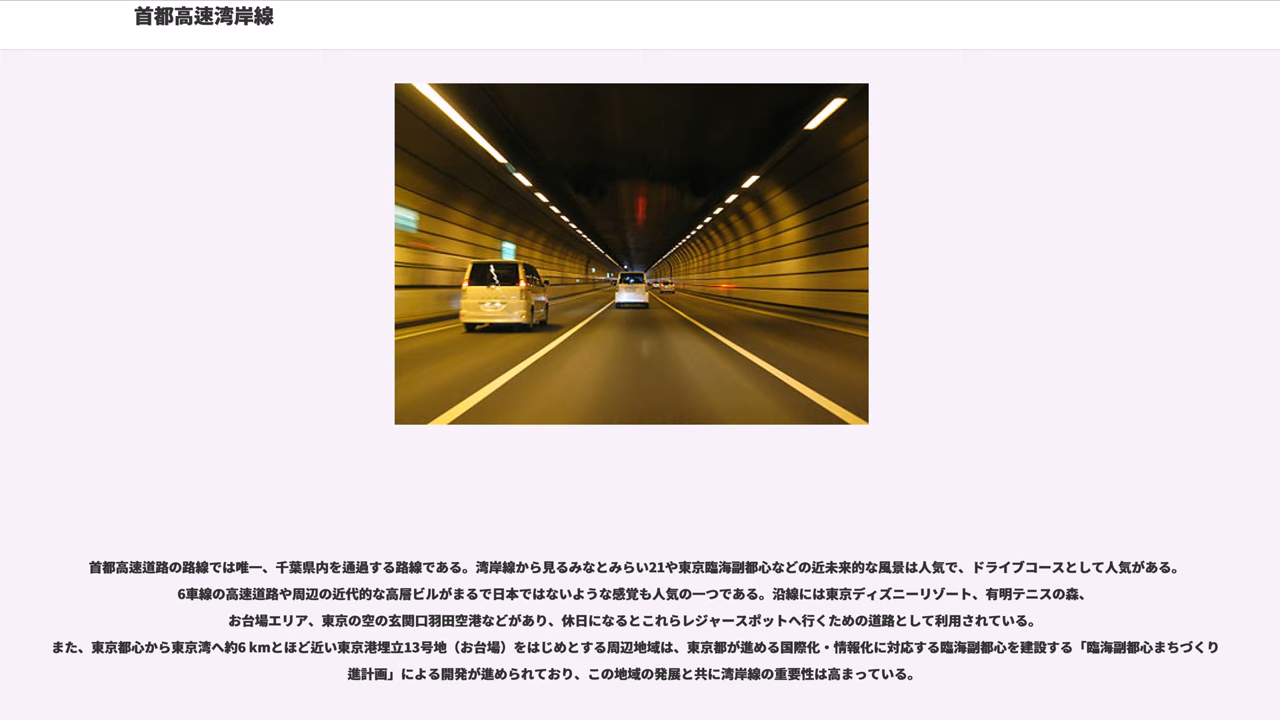 首都高速湾岸線
首都高速道路の路線では唯一、千葉県内を通過する路線である。湾岸線から見るみなとみらい21や東京臨海副都心などの近未来的な風景は人気で、ドライブコースとして人気がある。
6車線の高速道路や周辺の近代的な高層ビルがまるで日本ではないような感覚も人気の一つである。沿線には東京ディズニーリゾート、有明テニスの森、
お台場エリア、東京の空の玄関口羽田空港などがあり、休日になるとこれらレジャースポットへ行くための道路として利用されている。
また、東京都心から東京湾へ約6 kmとほど近い東京港埋立13号地（お台場）をはじめとする周辺地域は、東京都が進める国際化・情報化に対応する臨海副都心を建設する「臨海副都心まちづくり
進計画」による開発が進められており、この地域の発展と共に湾岸線の重要性は高まっている。